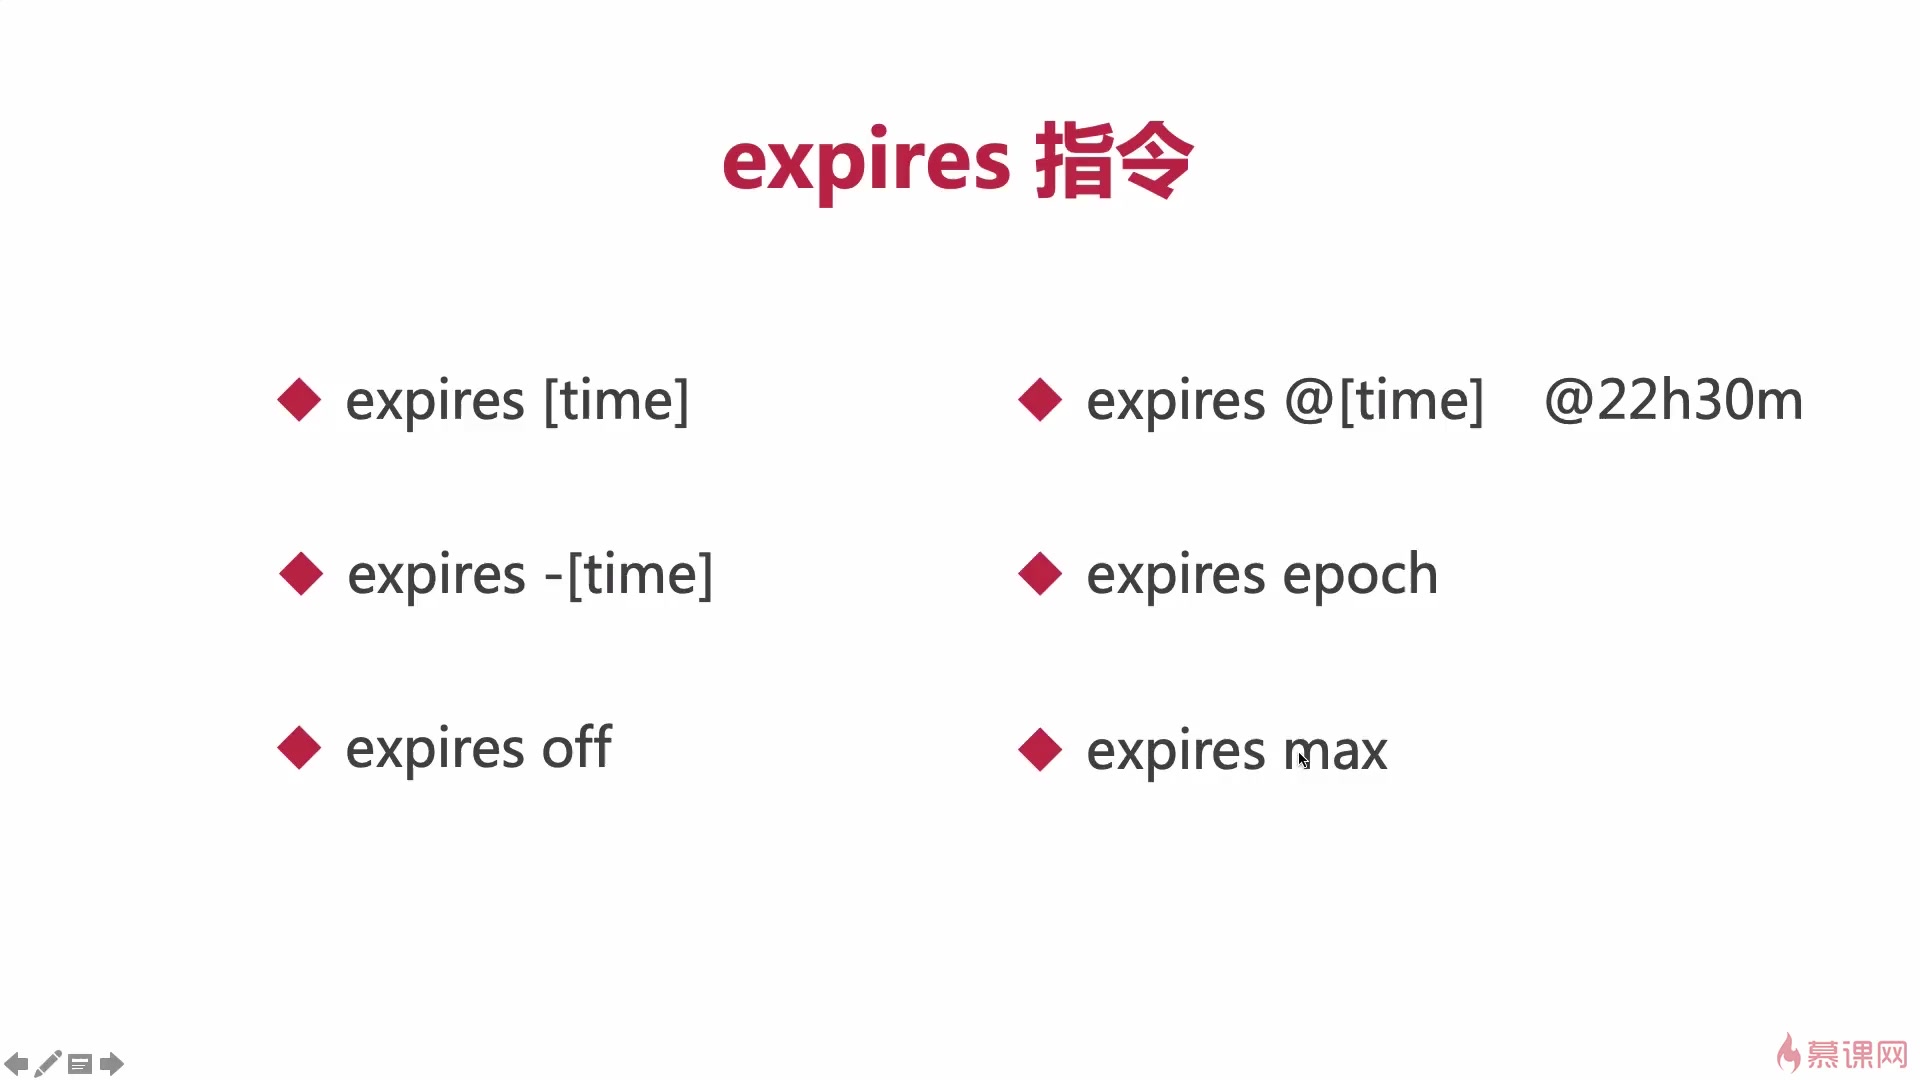 expires 指令
expires [time]
expires @[time] @22h30m
expires -[time]
expires epoch
expires off
expires max
慕课网